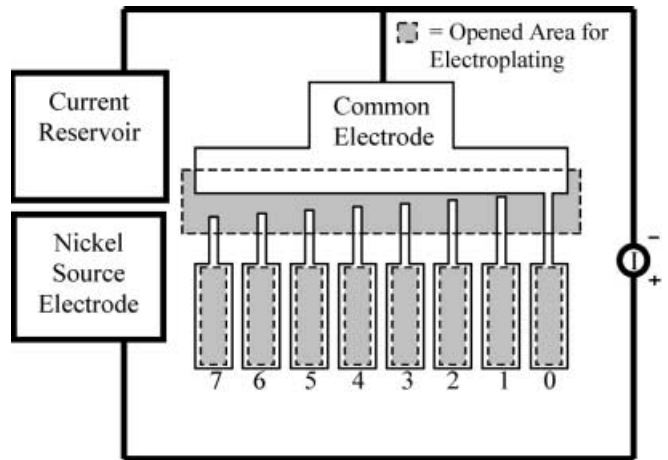 = Opened Area for
Electroplating
Current
Reservoir
Common
Electrode
Nickel
Source
Electrode
−
I
+
7 6 5 4 3 2 1 0